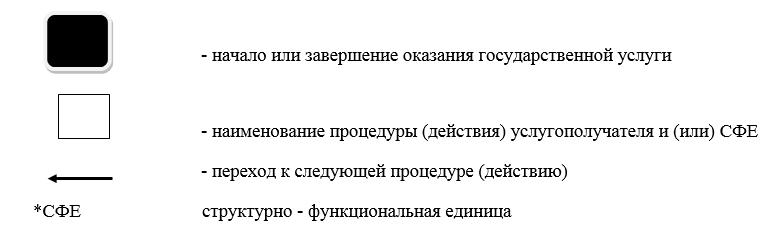 - начало или завершение оказания государственной услуги
- наименование процедуры (действия) услугополучателя и (или) СФЕ
- переход к следующей процедуре (действию)
*СФЕ структурно - функциональная единица